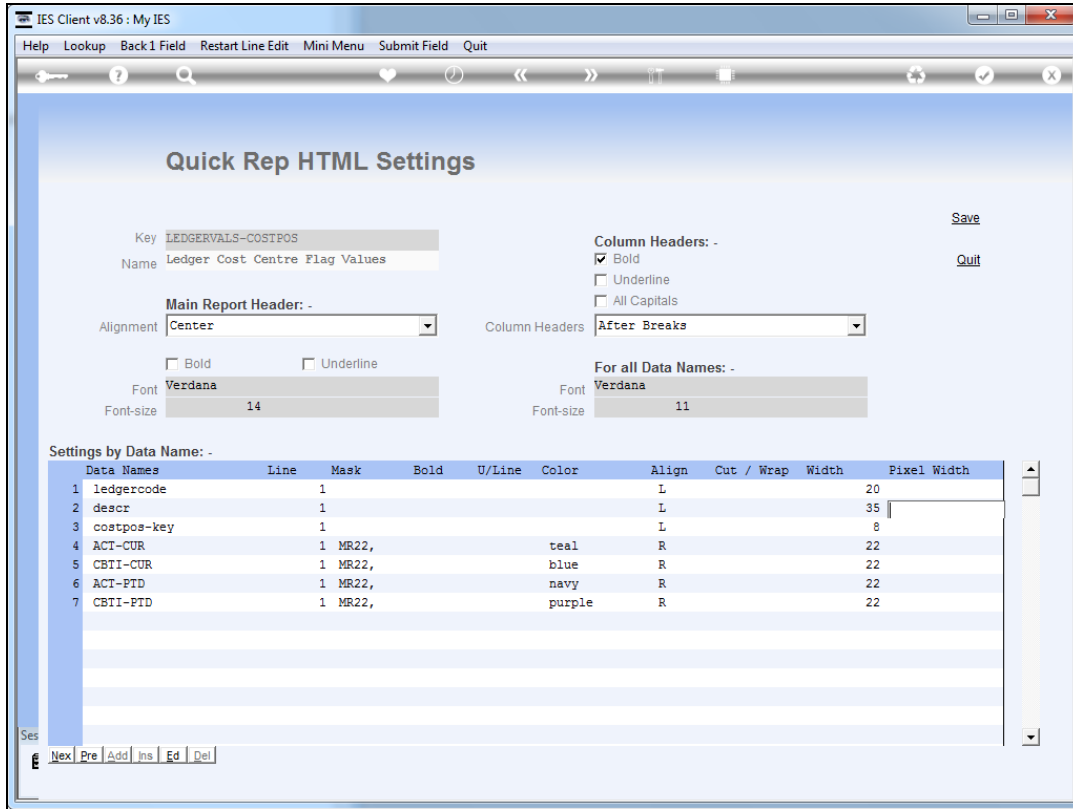 IES Client v8.36 : My IES
Help Lookup Back 1 Field Restart Line Edit Mini Menu Submit Field Quit
Quick Rep HTML Settings
Save
Key LEDGERVALS-COSTPOS
Column Headers: -
Name Ledger Cost Centre Flag Values
Bold
Quit
Underline
Main Report Header: -
All Capitals
Alignment Center
Column Headers After Breaks
Bold Underline
For all Data Names: -
Font Verdana
Font Verdana
Font-size 14
Font-size 11
Settings by Data Name: -
Data Names Line Mask Bold U/Line Color Align Cut / Wrap Width Pixel Width
1 ledgercode 1 L 20
2 descr 1 L 35
3 costpos-key 1 L 8
4 ACT-CUR 1 MR22, teal R 22
5 CBTI-CUR 1 MR22, blue R 22
6 ACT-PTD 1 MR22, navy R 22
7 CBTI-PTD 1 MR22, purple R 22
Ses
Nex Pre Add Ins Ed Del